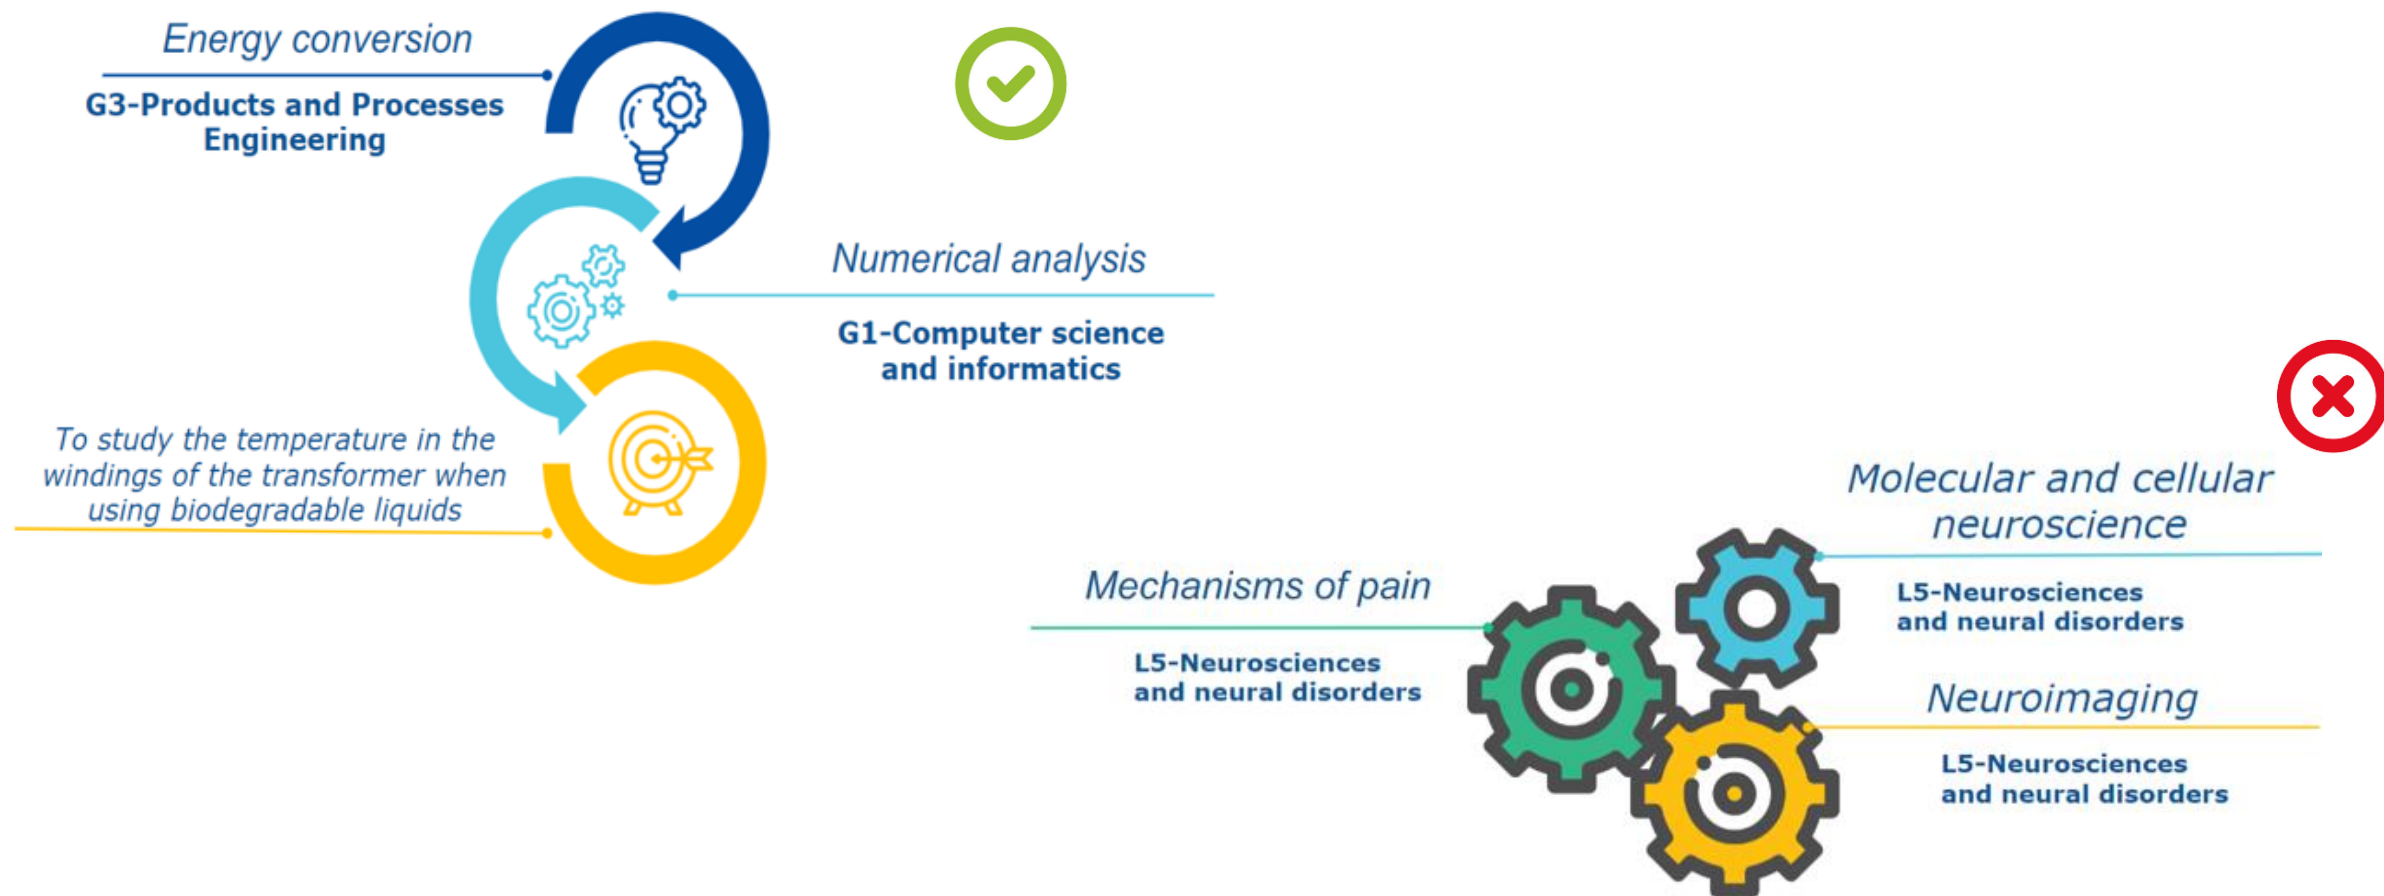 Energy conversion
G3-Products and Processes
Engineering
Numerical analysis
G1-Computer science
and informatics
To study the temperature in the
windings of the transformer when
using biodegradable liquids
Molecular and cellular
neuroscience
L5-Neurosciences
and neural disorders
Mechanisms of pain
L5-Neurosciences
and neural disorders
Neuroimaging
L5-Neurosciences
and neural disorders